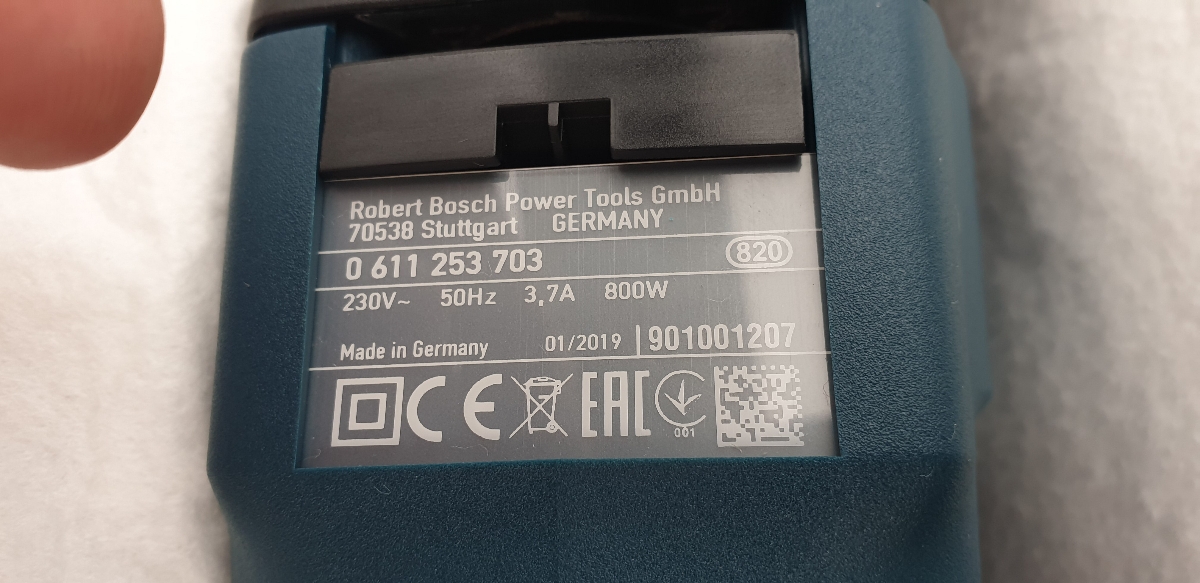 Robert Bosch Power Tools GmbH
70538 Stuttgart GERMANY
0 611 253 703 820
230V~ 50Hz 3,7A 800W
Made in Germany 01/2019 | 901001207
CE EAC 001